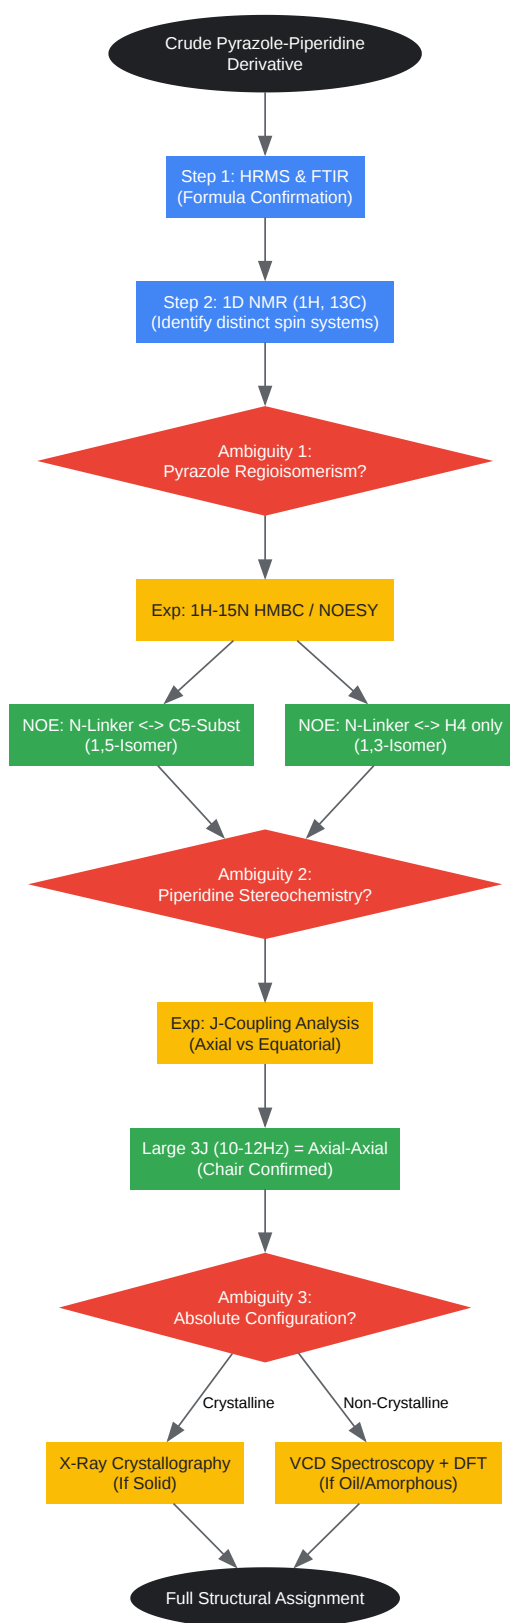 Crude Pyrazole-Piperidine
Derivative
Step 1: HRMS & FTIR
(Formula Confirmation)
Step 2: 1D NMR (1H, 13C)
(Identify distinct spin systems)
Ambiguity 1:
Pyrazole Regioisomerism?
Exp: 1H-15N HMBC / NOESY
NOE: N-Linker <-> C5-Subst
(1,5-Isomer)
NOE: N-Linker <-> H4 only
(1,3-Isomer)
Ambiguity 2:
Piperidine Stereochemistry?
Exp: J-Coupling Analysis
(Axial vs Equatorial)
Large 3J (10-12Hz) = Axial-Axial
(Chair Confirmed)
Ambiguity 3:
Absolute Configuration?
Crystalline
Non-Crystalline
X-Ray Crystallography
(If Solid)
VCD Spectroscopy + DFT
(If Oil/Amorphous)
Full Structural Assignment